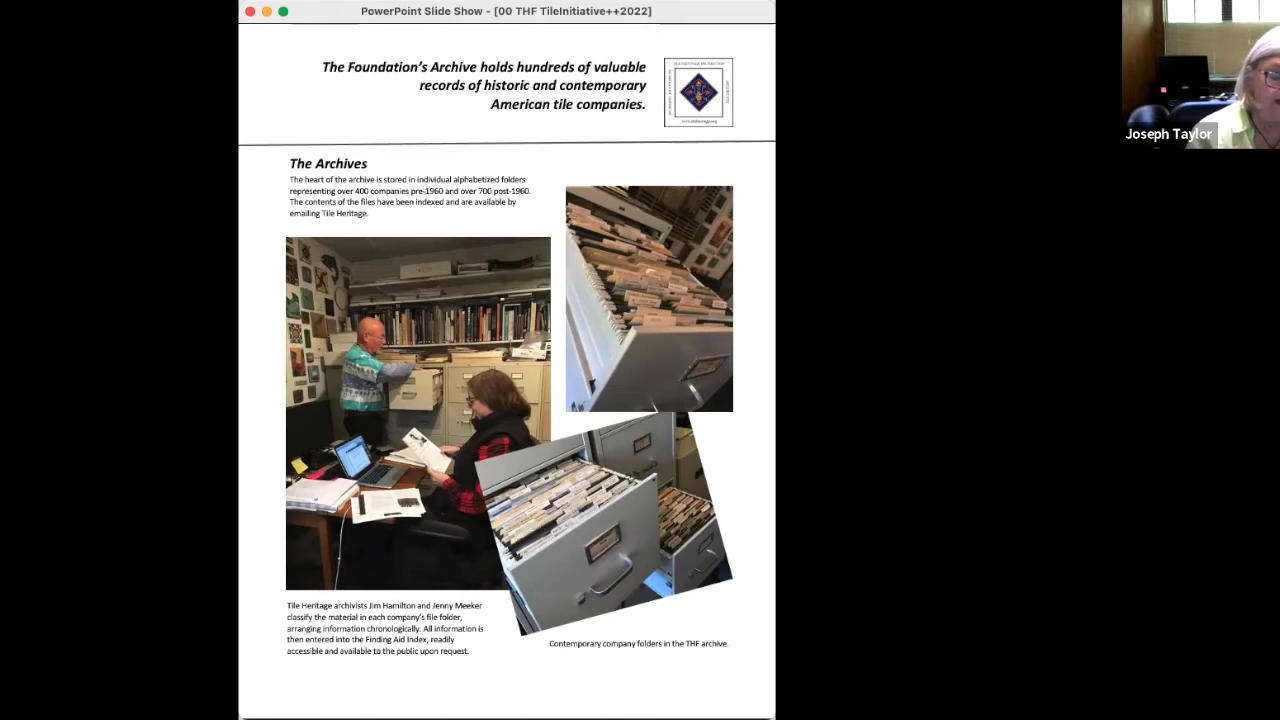 PowerPoint Slide Show - [00 THF TileInitiative++2022]
The Foundation's Archive holds hundreds of valuable
records of historic and contemporary
American tile companies.
The Archives
The heart of the archive is stored in individual alphabetized folders
representing over 400 companies pre-1960 and over 700 post-1960.
The contents of the files have been indexed and are available by
emailing Tile Heritage.
Tile Heritage archivists Jim Hamilton and Jenny Meeker
classify the material in each company's file folder,
arranging information chronologically. All information is
then entered into the Finding Aid Index, readily
accessible and available to the public upon request.
Contemporary company folders in the THF archive.
Joseph Taylor